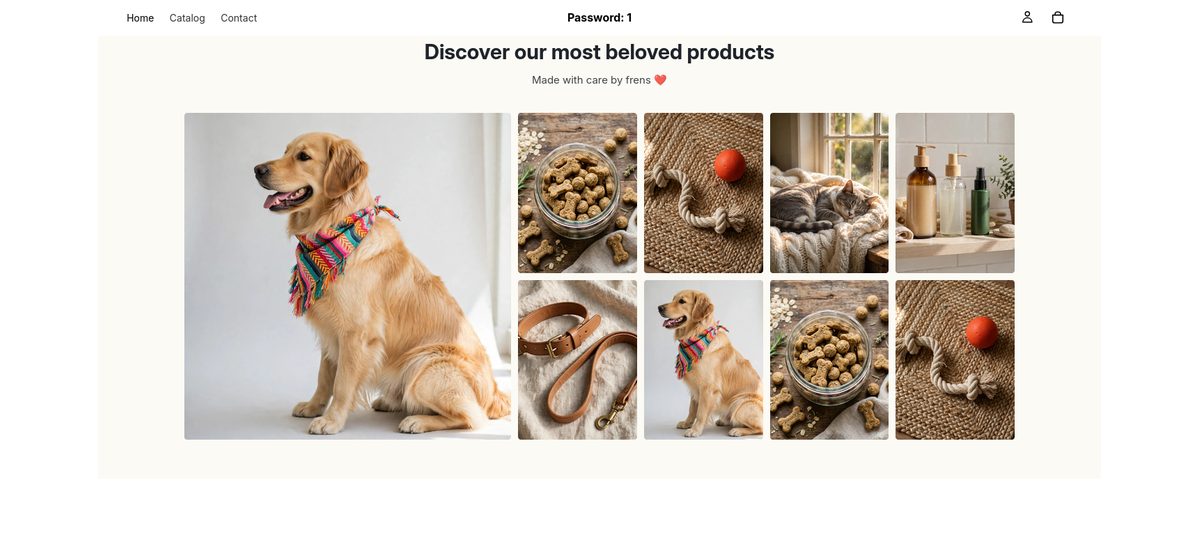 Home Catalog Contact Password: 1
Discover our most beloved products
Made with care by frens ❤️